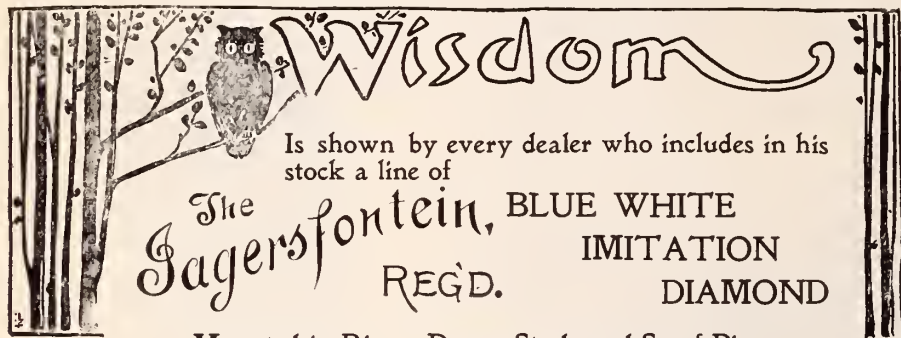 Wisdom
Is shown by every dealer who includes in his
stock a line of
The Jagersfontein, BLUE WHITE
REG'D. IMITATION
DIAMOND